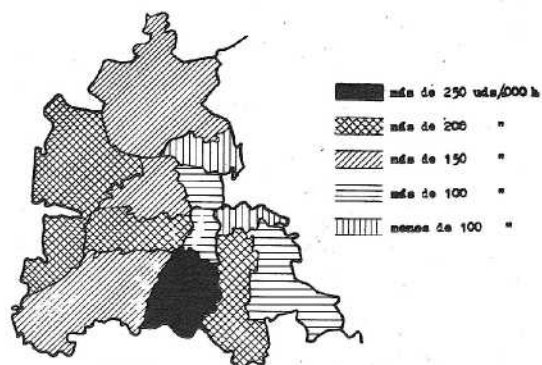 más de 250 uds/000 h
más de 200 "
más de 150 "
más de 100 "
menos de 100 "